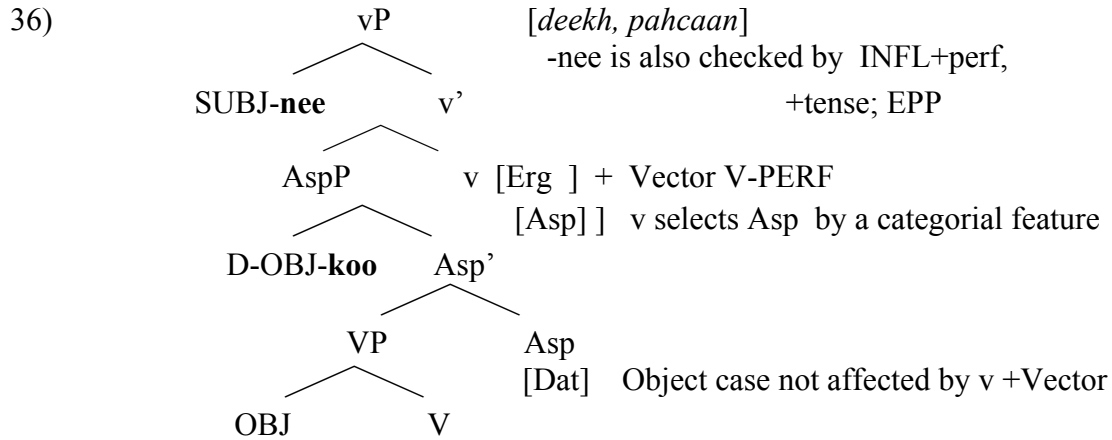 36) vP [deekh, pahcaan]
-nee is also checked by INFL+perf,
SUBJ-nee v’ +tense; EPP
AspP v [Erg ] + Vector V-PERF
[Asp] ] v selects Asp by a categorial feature
D-OBJ-koo Asp’
VP Asp
[Dat] Object case not affected by v +Vector
OBJ V